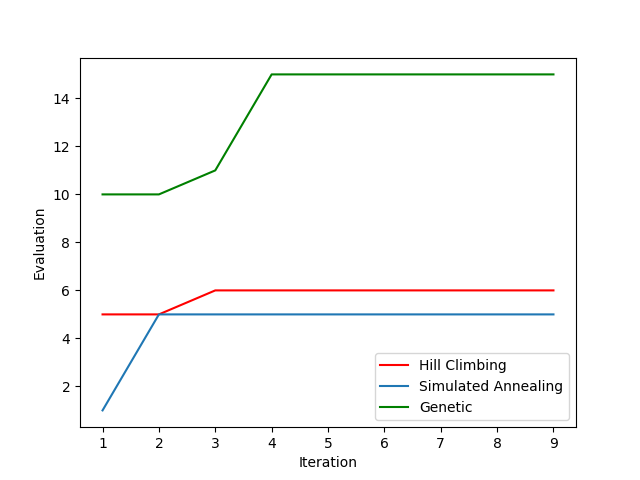 14
12
10
8
6
4
2
Evaluation
Hill Climbing
Simulated Annealing
Genetic
1 2 3 4 5 6 7 8 9
Iteration